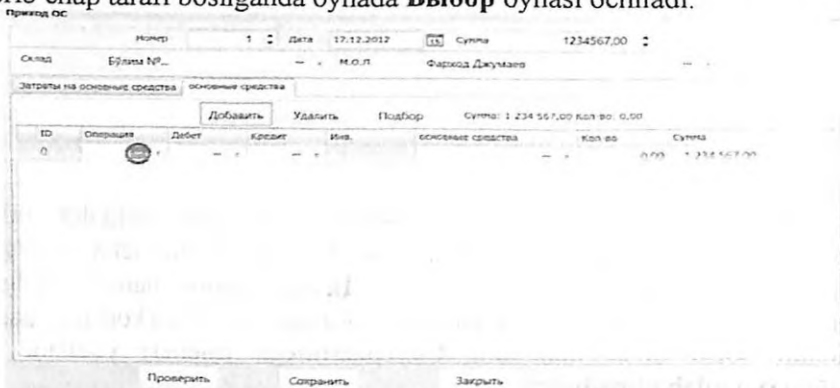 chap tarafi bosilganda oynada Выбор oynasi ochiladi.
Приход ОС
Номер 1 Дата 17.12.2012 15 Сумма 1234567,00
Склад Бўлим №... ... М.О.Л Фарход Джумаев ...
Затраты на основные средства основные средства
Добавить Удалить Подбор Сумма: 1 234 567,00 Кол-во: 0,00
ID Операция Дебет Кредит Инв. основные средства Кол-во Сумма
0 ... ... ... 0,00 1 234 567,00
Проверить Сохранить Закрыть